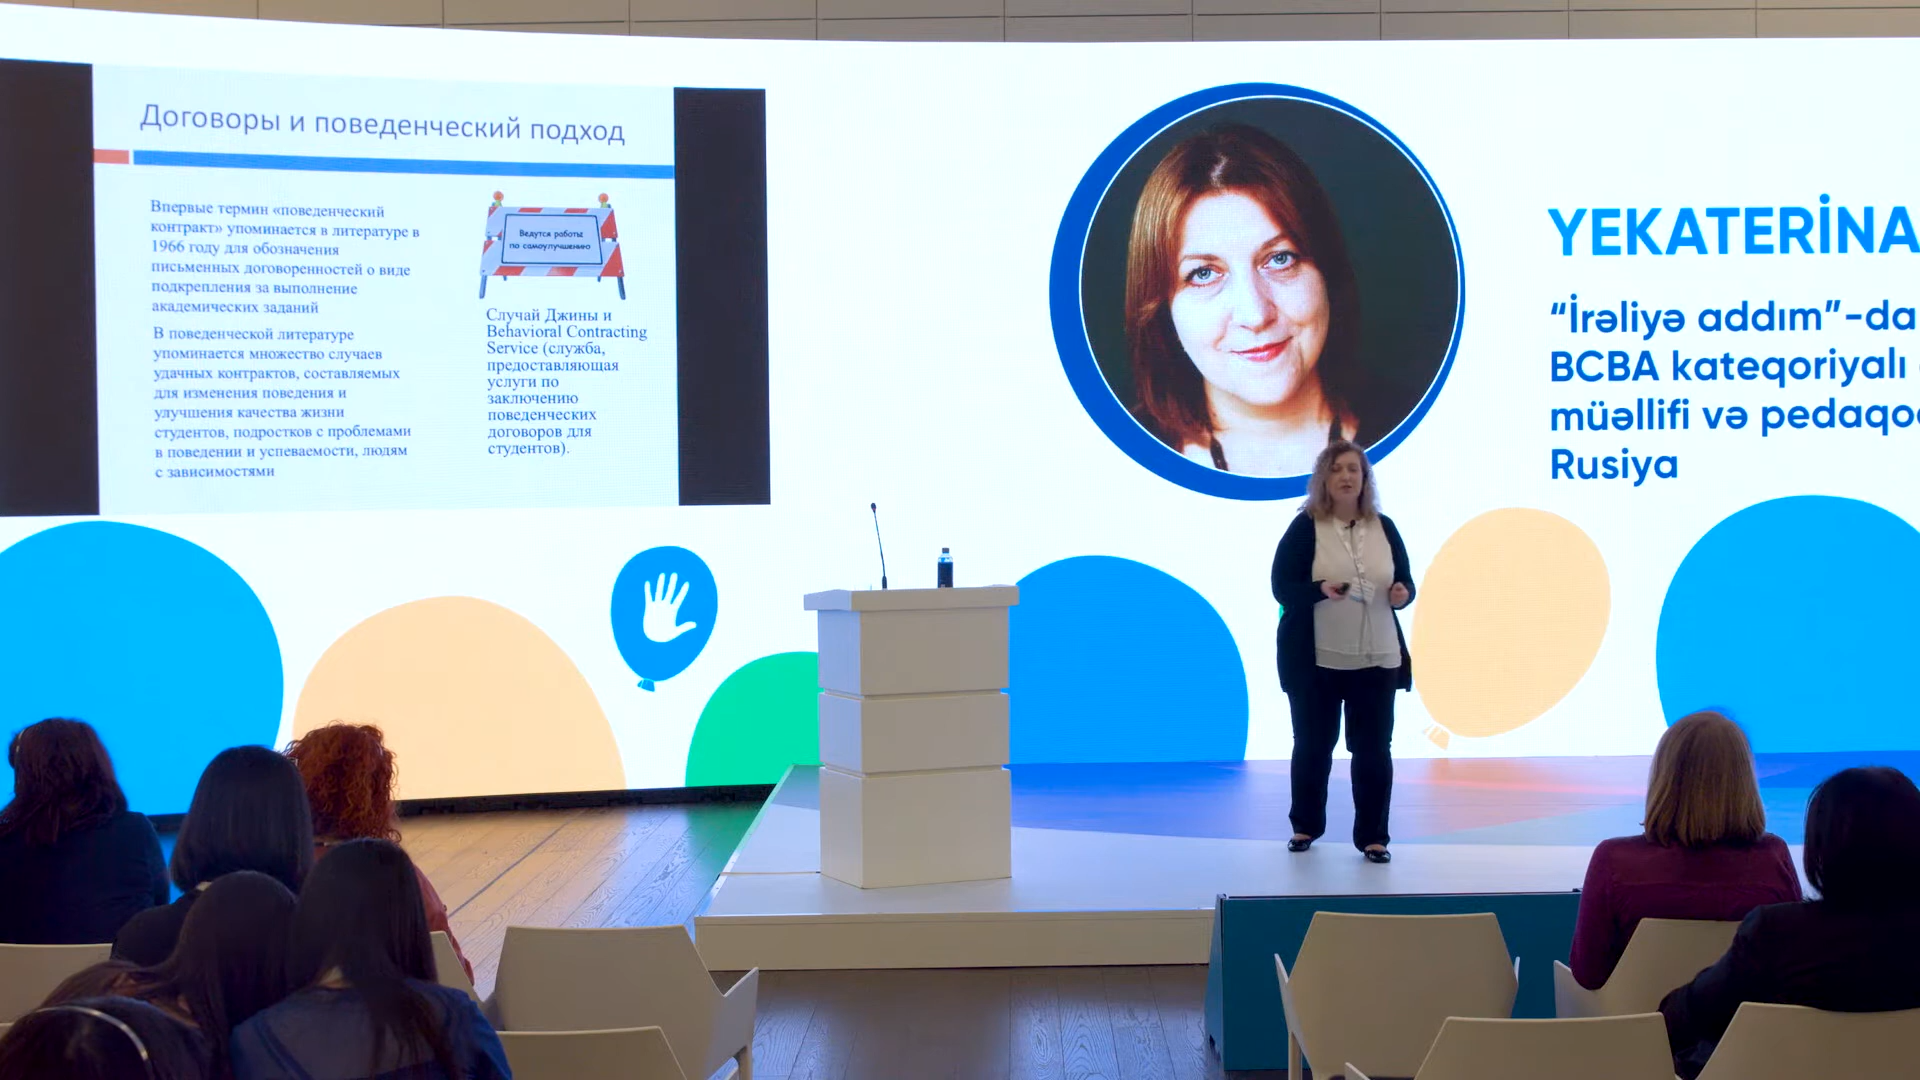 Договоры и поведенческий подход
Впервые термин «поведенческий
контракт» упоминается в литературе в
1966 году для обозначения
письменных договоренностей о виде
подкрепления за выполнение
академических заданий
В поведенческой литературе
упоминается множество случаев
удачных контрактов, составляемых
для изменения поведения и
улучшения качества жизни
студентов, подростков с проблемами
в поведении и успеваемости, людям
с зависимостями
Ведутся работы
по самоулучшению
Случай Джины и
Behavioral Contracting
Service (служба,
предоставляющая
услуги по
заключению
поведенческих
договоров для
студентов).
YEKATERİNA
“İrəliyə addım”-da
BCBA kateqoriyalı
müəllifi və pedaqo
Rusiya